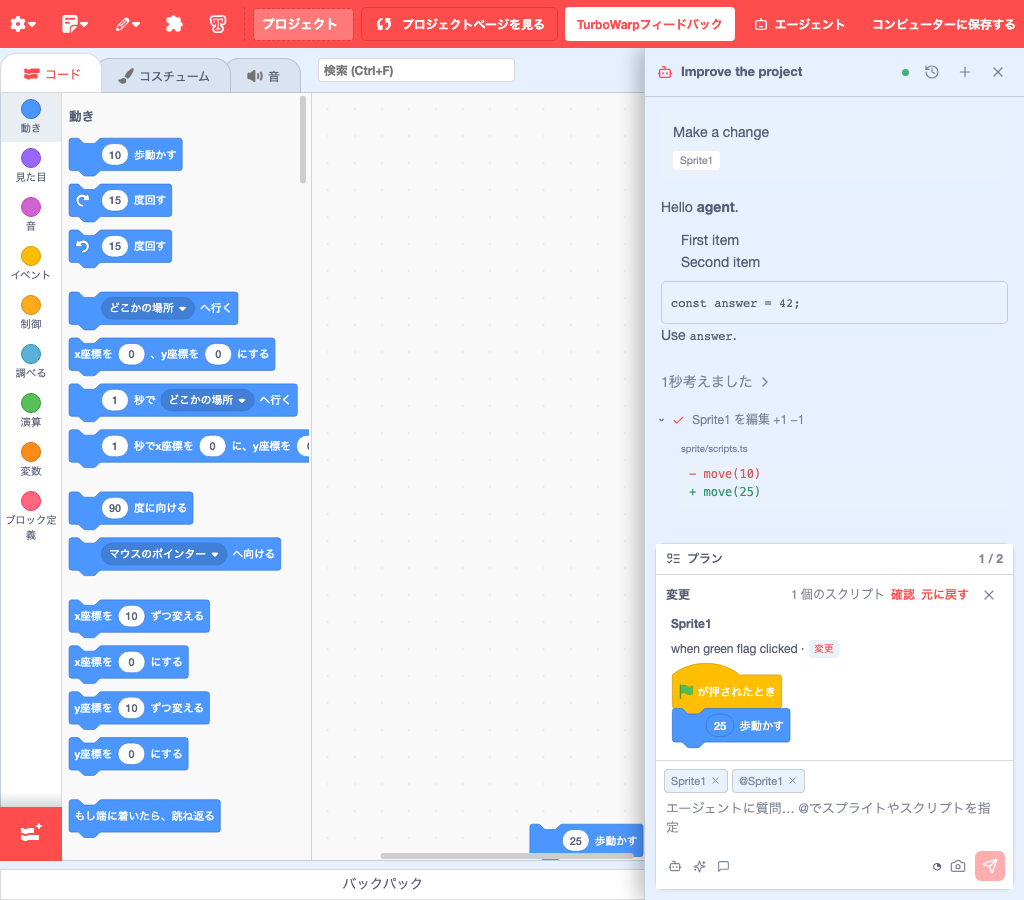 プロジェクト
プロジェクトページを見る
TurboWarpフィードバック
エージェント
コンピューターに保存する
コード
コスチューム
音
検索 (Ctrl+F)
動き
見た目
音
イベント
制御
調べる
演算
変数
ブロック定
義
動き
10 歩動かす
15 度回す
15 度回す
どこかの場所 へ行く
x座標を 0 、y座標を 0 にする
1 秒で どこかの場所 へ行く
1 秒でx座標を 0 に、y座標を
90 度に向ける
マウスのポインター へ向ける
x座標を 10 ずつ変える
x座標を 0 にする
y座標を 10 ずつ変える
y座標を 0 にする
もし端に着いたら、跳ね返る
25 歩動かす
バックパック
Improve the project
Make a change
Sprite1
Hello agent.
First item
Second item
const answer = 42;
Use answer.
1秒考えました
Sprite1 を編集 +1 −1
sprite/scripts.ts
− move(10)
+ move(25)
プラン 1 / 2
変更 1 個のスクリプト 確認 元に戻す
Sprite1
when green flag clicked · 変更
が押されたとき
25 歩動かす
Sprite1 @Sprite1
エージェントに質問... @でスプライトやスクリプトを指
定